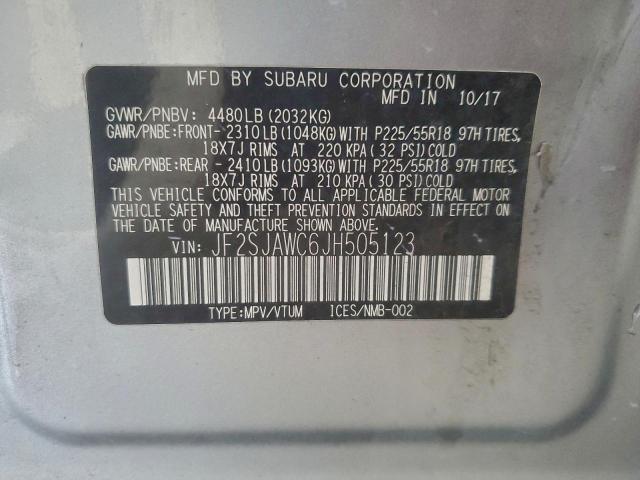 MFD BY SUBARU CORPORATION
MFD IN 10/17
GVWR/PNBV: 4480LB(2032KG)
GAWR/PNBE:FRONT-2310LB(1048KG)WITH P225/55R18 97H TIRES,
18X7J RIMS AT 220 KPA(32 PSI)COLD
GAWR/PNBE:REAR -2410LB(1093KG)WITH P225/55R18 97H TIRES,
18X7J RIMS AT 210 KPA(30 PSI)COLD
THIS VEHICLE CONFORMS TO ALL APPLICABLE FEDERAL MOTOR
VEHICLE SAFETY AND THEFT PREVENTION STANDARDS IN EFFECT ON
THE DATE OF MANUFACTURE SHOWN ABOVE.
VIN: JF2SJAWC6JH505123
TYPE:MPV/VTUM ICES/NMB-002